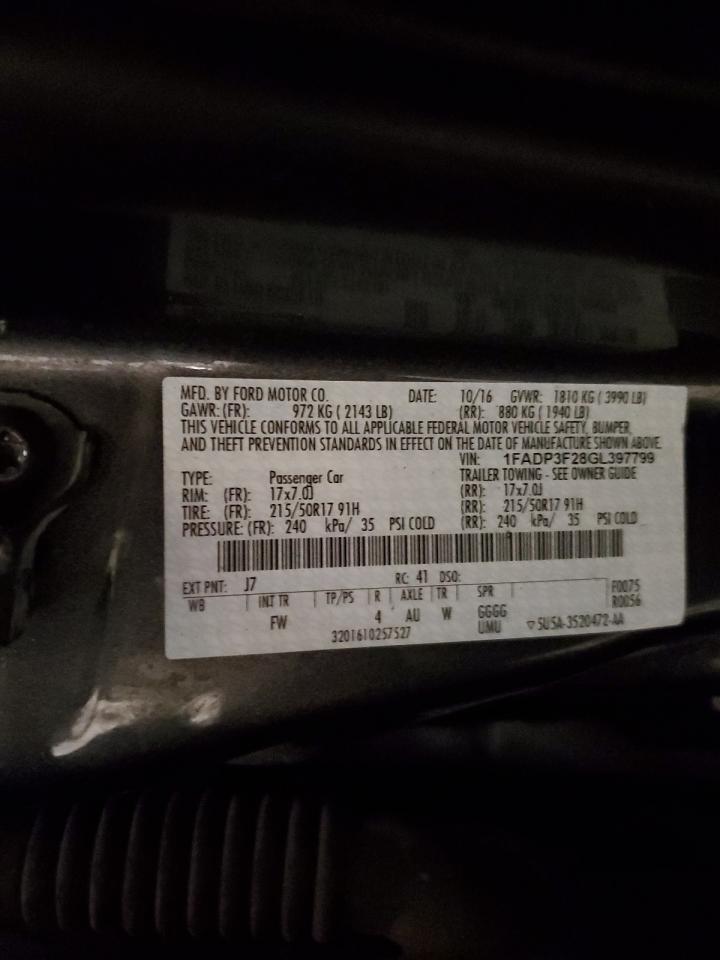 MFD. BY FORD MOTOR CO. DATE: 10/16 GVWR: 1810 KG ( 3990 LB)
GAWR: (FR): 972 KG ( 2143 LB) (RR): 880 KG ( 1940 LB)
THIS VEHICLE CONFORMS TO ALL APPLICABLE FEDERAL MOTOR VEHICLE SAFETY, BUMPER,
AND THEFT PREVENTION STANDARDS IN EFFECT ON THE DATE OF MANUFACTURE SHOWN ABOVE.
VIN: 1FADP3F28GL397799
TYPE: Passenger Car TRAILER TOWING - SEE OWNER GUIDE
RIM: (FR): 17x7.0J (RR): 17x7.0J
TIRE: (FR): 215/50R17 91H (RR): 215/50R17 91H
PRESSURE: (FR): 240 kPa/ 35 PSI COLD (RR): 240 kPa/ 35 PSI COLD
EXT PNT: J7 RC: 41 DSO: F0075
WB INT TR TP/PS R AXLE TR SPR R0056
FW 4 AU W GGGG
3201610257527 UMU ▽5U5A-3520472-AA